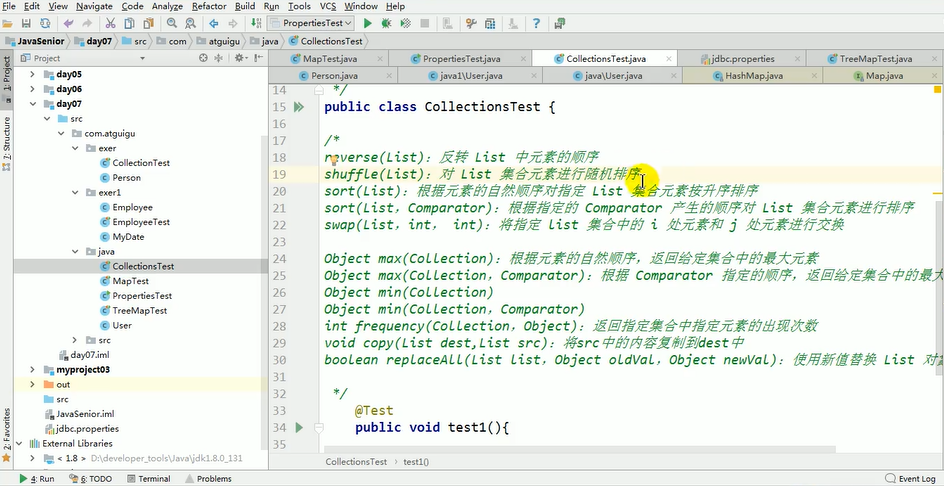 File Edit View Navigate Code Analyze Refactor Build Run Tools VCS Window Help
PropertiesTest
JavaSenior day07 src com atguigu java CollectionsTest
Project
MapTest.java PropertiesTest.java CollectionsTest.java jdbc.properties TreeMapTest.java
Person.java java1\User.java java\User.java HashMap.java Map.java
1: Project
7: Structure
2: Favorites
day05
day06
day07
src
com.atguigu
exer
CollectionTest
Person
exer1
Employee
EmployeeTest
MyDate
java
CollectionsTest
MapTest
PropertiesTest
TreeMapTest
User
src
day07.iml
myproject03
out
src
JavaSenior.iml
jdbc.properties
External Libraries
< 1.8 > D:\developer_tools\Java\jdk1.8.0_131
14 */
15 public class CollectionsTest {
16
17 /*
18 reverse(List)：反转 List 中元素的顺序
19 shuffle(List)：对 List 集合元素进行随机排序
20 sort(List)：根据元素的自然顺序对指定 List 集合元素按升序排序
21 sort(List，Comparator)：根据指定的 Comparator 产生的顺序对 List 集合元素进行排序
22 swap(List，int， int)：将指定 list 集合中的 i 处元素和 j 处元素进行交换
23
24 Object max(Collection)：根据元素的自然顺序，返回给定集合中的最大元素
25 Object max(Collection，Comparator)：根据 Comparator 指定的顺序，返回给定集合中的最大
26 Object min(Collection)
27 Object min(Collection，Comparator)
28 int frequency(Collection，Object)：返回指定集合中指定元素的出现次数
29 void copy(List dest,List src)：将src中的内容复制到dest中
30 boolean replaceAll(List list，Object oldVal，Object newVal)：使用新值替换 List 对
31
32 */
33 @Test
34 public void test1(){
35
CollectionsTest test1()
4: Run 6: TODO Terminal Problems Event Log